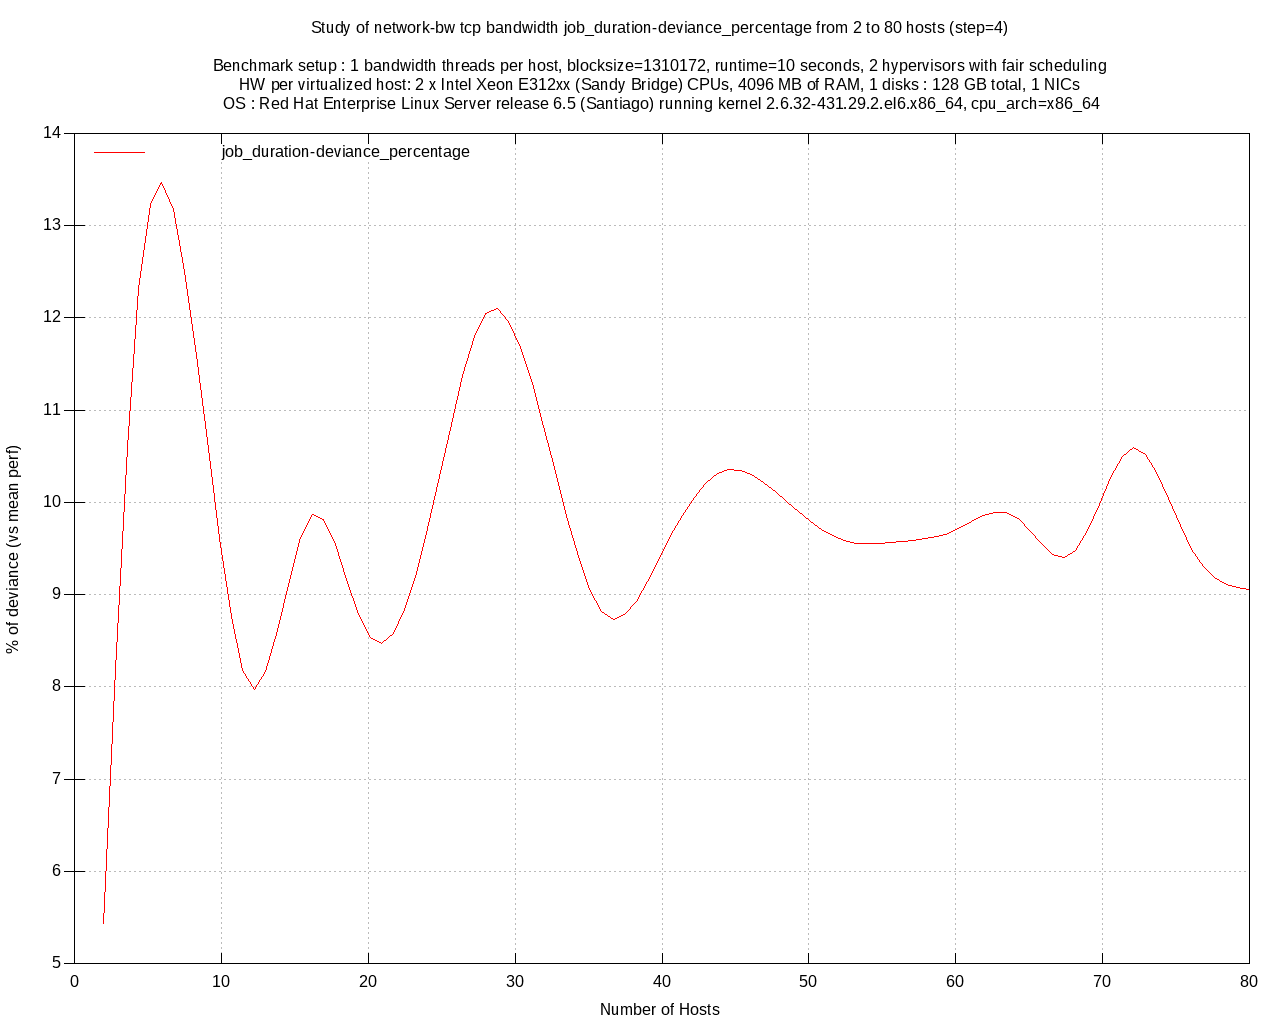 Study of network-bw tcp bandwidth job_duration-deviance_percentage from 2 to 80 hosts (step=4)
Benchmark setup : 1 bandwidth threads per host, blocksize=1310172, runtime=10 seconds, 2 hypervisors with fair scheduling
HW per virtualized host: 2 x Intel Xeon E312xx (Sandy Bridge) CPUs, 4096 MB of RAM, 1 disks : 128 GB total, 1 NICs
OS : Red Hat Enterprise Linux Server release 6.5 (Santiago) running kernel 2.6.32-431.29.2.el6.x86_64, cpu_arch=x86_64
job_duration-deviance_percentage
% of deviance (vs mean perf)
14
13
12
11
10
9
8
7
6
5
0 10 20 30 40 50 60 70 80
Number of Hosts